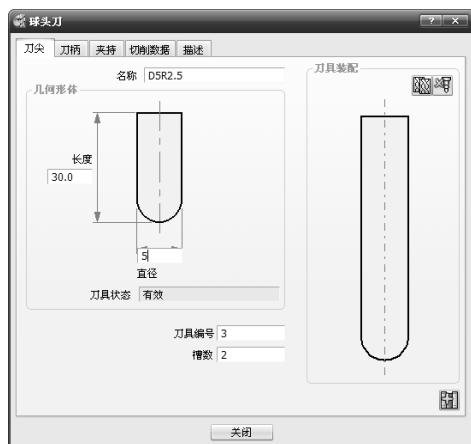 球头刀
刀尖 刀柄 夹持 切削数据 描述
名称 D5R2.5
几何形体
长度
30.0
5
直径
刀具状态 有效
刀具编号 3
槽数 2
刀具装配
关闭